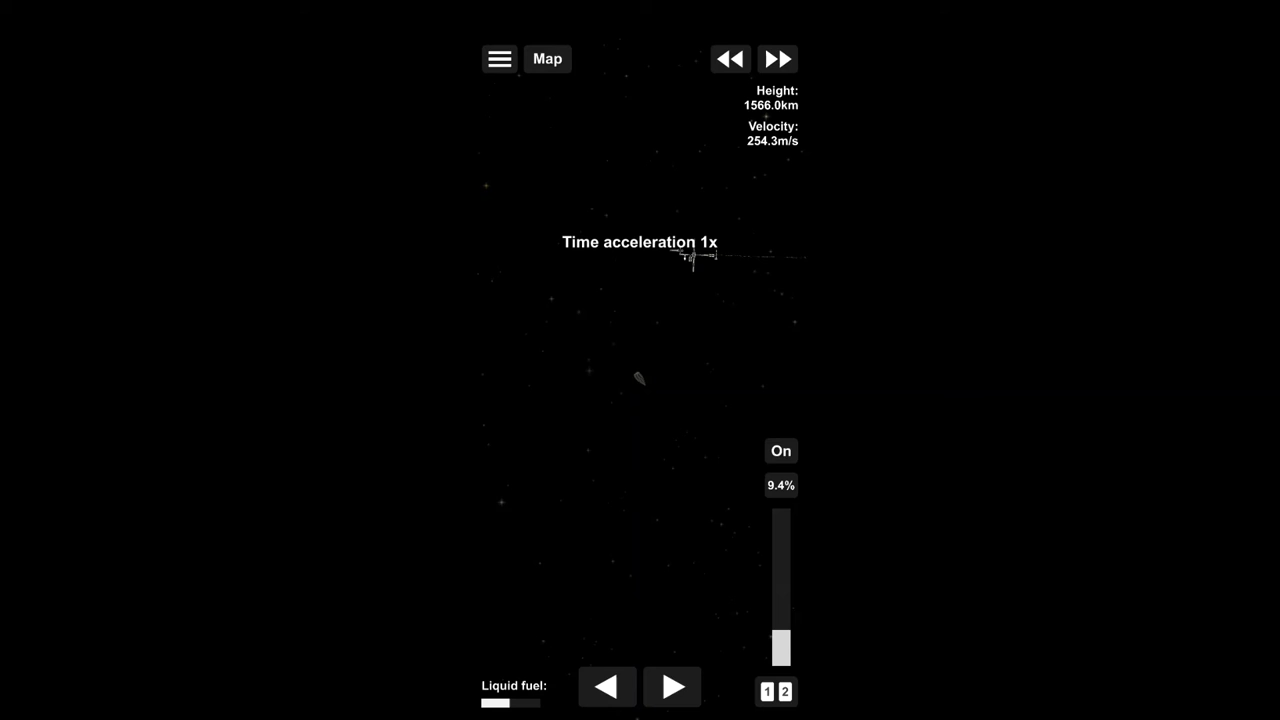 Map
Height:
1566.0km
Velocity:
254.3m/s
Time acceleration 1x
On
9.4%
Liquid fuel:
1 2